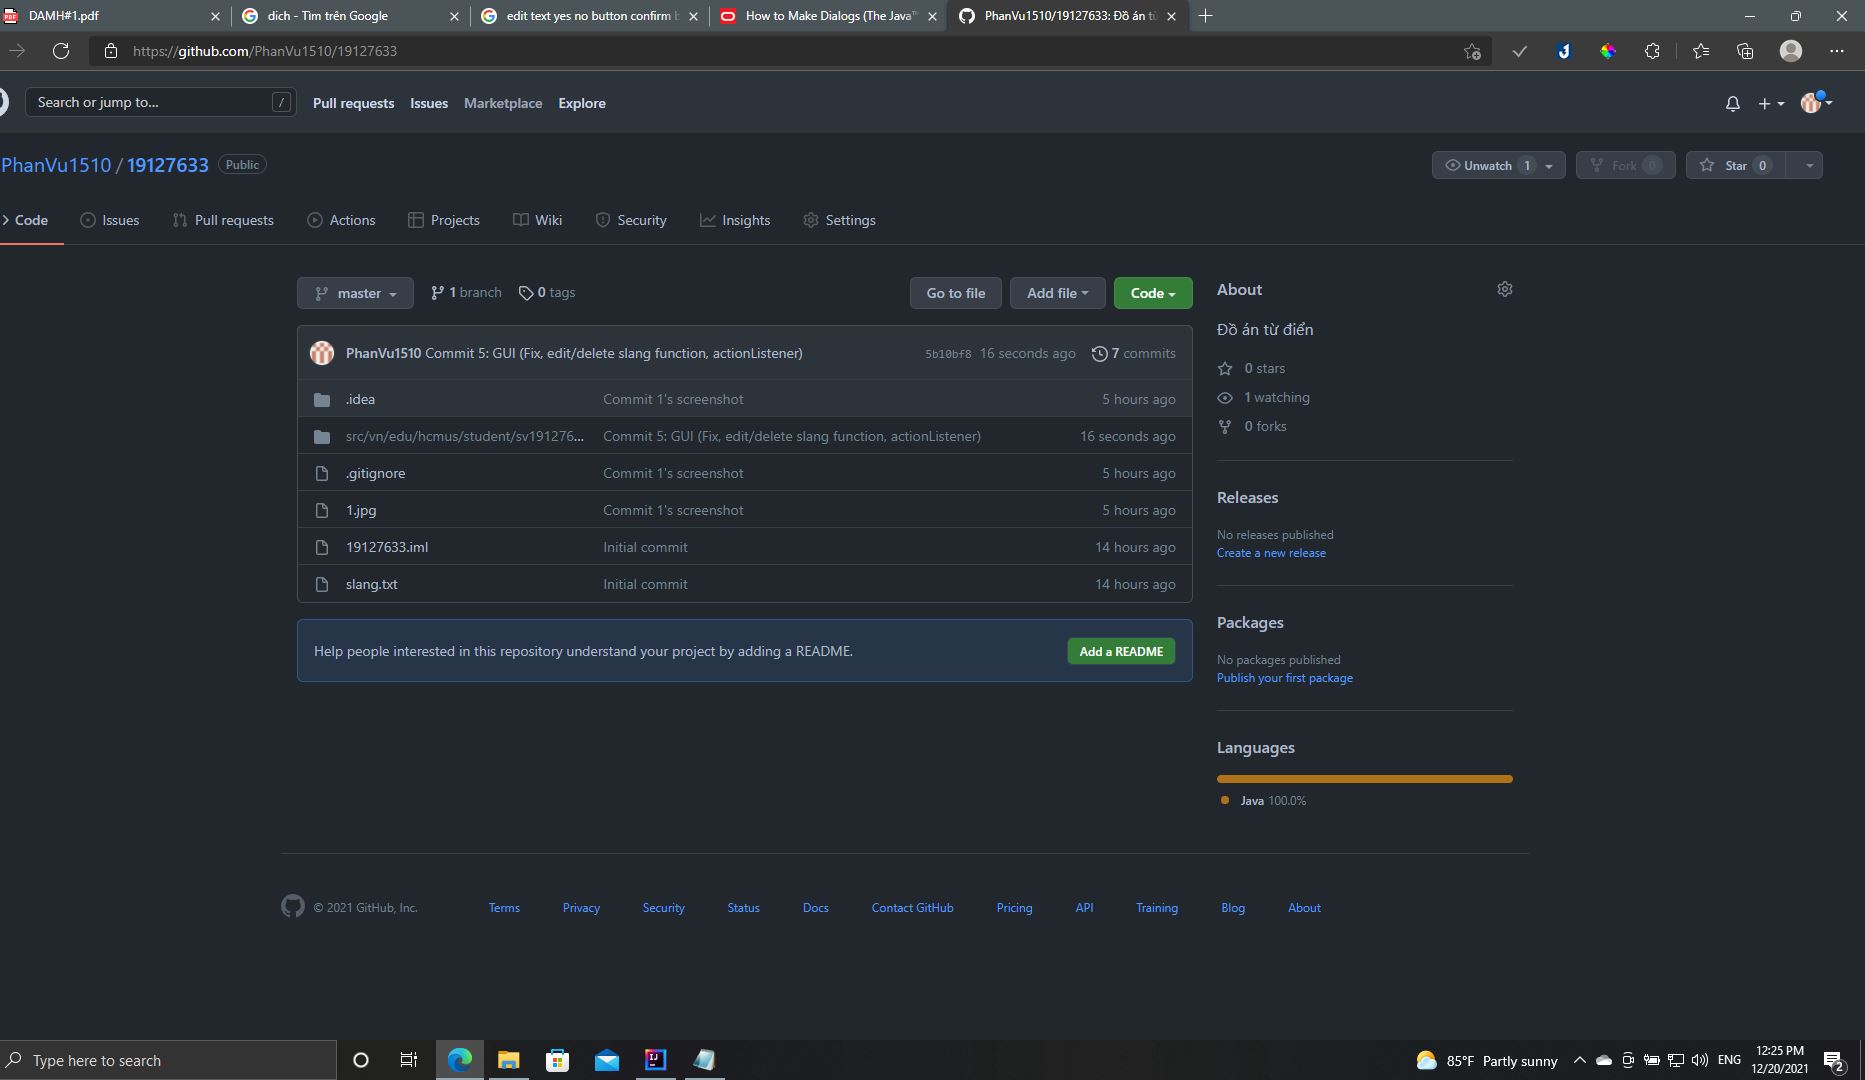 DAMH#1.pdf
dich - Tìm trên Google
edit text yes no button confirm b
How to Make Dialogs (The Java™
PhanVu1510/19127633: Đồ án từ
https://github.com/PhanVu1510/19127633
Search or jump to...
/
Pull requests
Issues
Marketplace
Explore
PhanVu1510 / 19127633
Public
Unwatch 1
Fork 0
Star 0
Code
Issues
Pull requests
Actions
Projects
Wiki
Security
Insights
Settings
master
1 branch
0 tags
Go to file
Add file
Code
PhanVu1510 Commit 5: GUI (Fix, edit/delete slang function, actionListener)
5b10bf8 16 seconds ago
7 commits
.idea
Commit 1's screenshot
5 hours ago
src/vn/edu/hcmus/student/sv191276...
Commit 5: GUI (Fix, edit/delete slang function, actionListener)
16 seconds ago
.gitignore
Commit 1's screenshot
5 hours ago
1.jpg
Commit 1's screenshot
5 hours ago
19127633.iml
Initial commit
14 hours ago
slang.txt
Initial commit
14 hours ago
Help people interested in this repository understand your project by adding a README.
Add a README
About
Đồ án từ điển
0 stars
1 watching
0 forks
Releases
No releases published
Create a new release
Packages
No packages published
Publish your first package
Languages
Java 100.0%
© 2021 GitHub, Inc.
Terms
Privacy
Security
Status
Docs
Contact GitHub
Pricing
API
Training
Blog
About
Type here to search
85°F Partly sunny
ENG
12:25 PM
12/20/2021
2